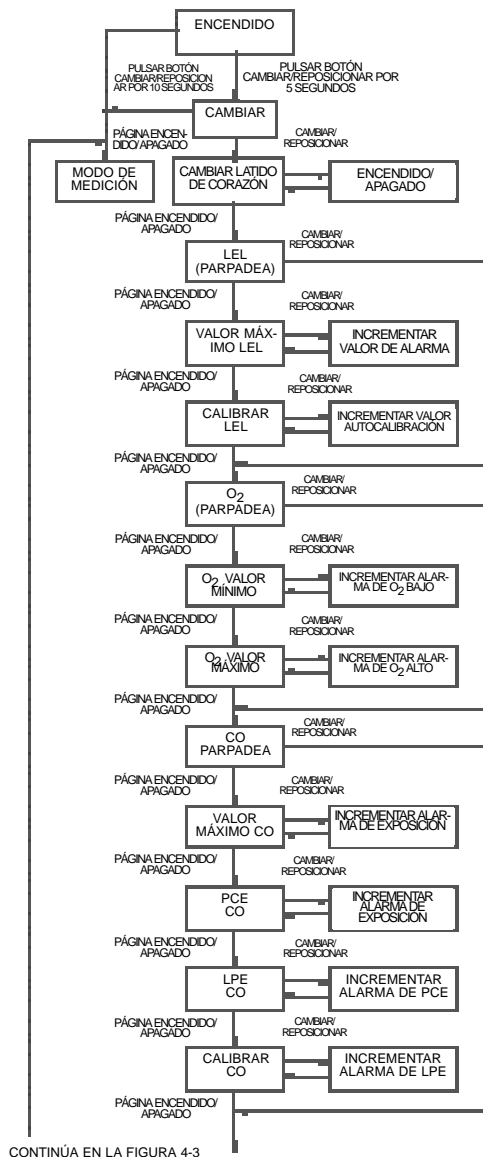 ENCENDIDO
PULSAR BOTÓN
CAMBIAR/REPOSICION
AR POR 10 SEGUNDOS
PULSAR BOTÓN
CAMBIAR/REPOSICIONAR POR
5 SEGUNDOS
CAMBIAR
PÁGINA ENCEN-
DIDO/APAGADO
CAMBIAR/
REPOSICIONAR
MODO DE
MEDICIÓN
CAMBIAR LATIDO
DE CORAZÓN
ENCENDIDO/
APAGADO
PÁGINA ENCENDIDO/
APAGADO
CAMBIAR/
REPOSICIONAR
LEL
(PARPADEA)
PÁGINA ENCENDIDO/
APAGADO
CAMBIAR/
REPOSICIONAR
VALOR MÁX-
IMO LEL
INCREMENTAR
VALOR DE ALARMA
PÁGINA ENCENDIDO/
APAGADO
CAMBIAR/
REPOSICIONAR
CALIBRAR
LEL
INCREMENTAR VALOR
AUTOCALIBRACIÓN
PÁGINA ENCENDIDO/
APAGADO
CAMBIAR/
REPOSICIONAR
O2
(PARPADEA)
PÁGINA ENCENDIDO/
APAGADO
CAMBIAR/
REPOSICIONAR
O2 VALOR
MÍNIMO
INCREMENTAR ALAR-
MA DE O2 BAJO
PÁGINA ENCENDIDO/
APAGADO
CAMBIAR/
REPOSICIONAR
O2 VALOR
MÁXIMO
INCREMENTAR ALAR-
MA DE O2 ALTO
PÁGINA ENCENDIDO/
APAGADO
CAMBIAR/
REPOSICIONAR
CO
PARPADEA
PÁGINA ENCENDIDO/
APAGADO
CAMBIAR/
REPOSICIONAR
VALOR
MÁXIMO CO
INCREMENTAR ALAR-
MA DE EXPOSICIÓN
PÁGINA ENCENDIDO/
APAGADO
CAMBIAR/
REPOSICIONAR
PCE
CO
INCREMENTAR
ALARMA DE
EXPOSICIÓN
PÁGINA ENCENDIDO/
APAGADO
CAMBIAR/
REPOSICIONAR
LPE
CO
INCREMENTAR
ALARMA DE PCE
PÁGINA ENCENDIDO/
APAGADO
CAMBIAR/
REPOSICIONAR
CALIBRAR
CO
INCREMENTAR
ALARMA DE LPE
PÁGINA ENCENDIDO/
APAGADO
CONTINÚA EN LA FIGURA 4-3